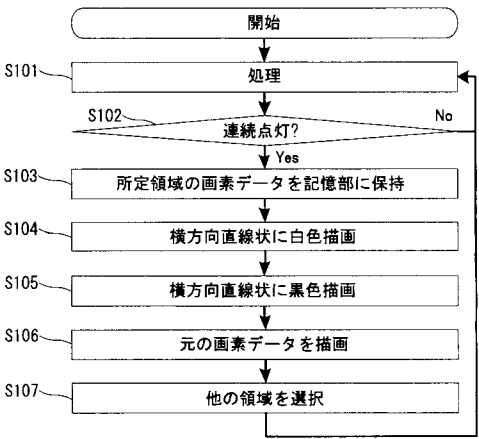 開始
S101
処理
S102
連続点灯?
No
Yes
S103
所定領域の画素データを記憶部に保持
S104
横方向直線状に白色描画
S105
横方向直線状に黒色描画
S106
元の画素データを描画
S107
他の領域を選択